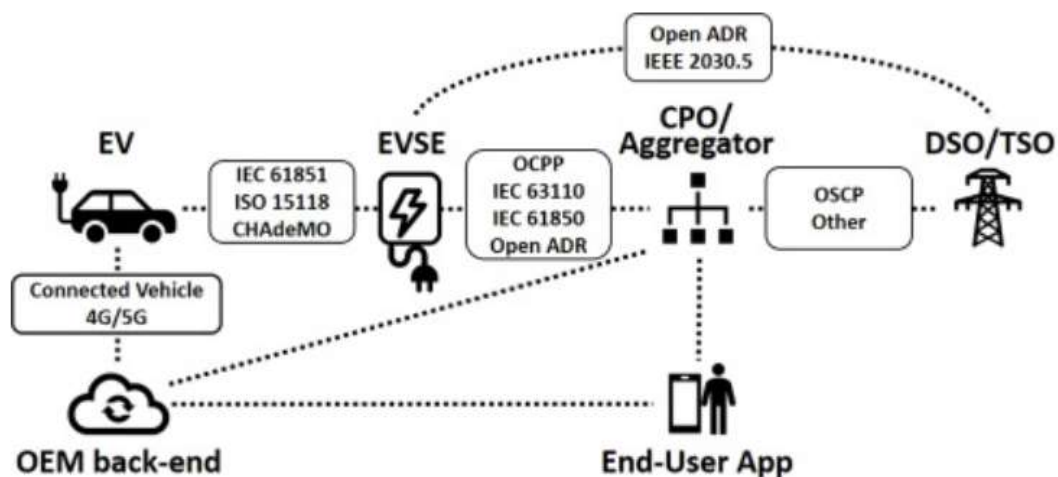 Open ADR
IEEE 2030.5
EV
EVSE
CPO/
Aggregator
DSO/TSO
IEC 61851
ISO 15118
CHAdeMO
OCPP
IEC 63110
IEC 61850
Open ADR
OSCP
Other
Connected Vehicle
4G/5G
OEM back-end
End-User App